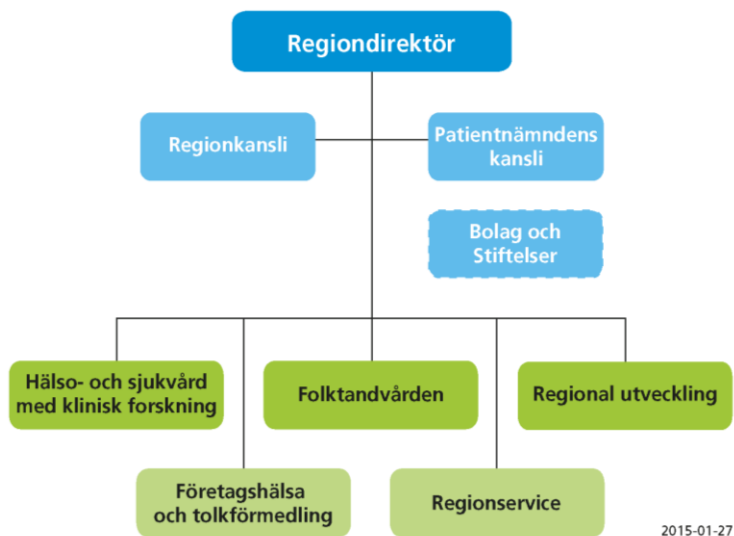 Regiondirektör
Regionkansli
Patientnämndens
kansli
Bolag och
Stiftelser
Hälso- och sjukvård
med klinisk forskning
Folktandvården
Regional utveckling
Företagshälsa
och tolkförmedling
Regionservice
2015-01-27